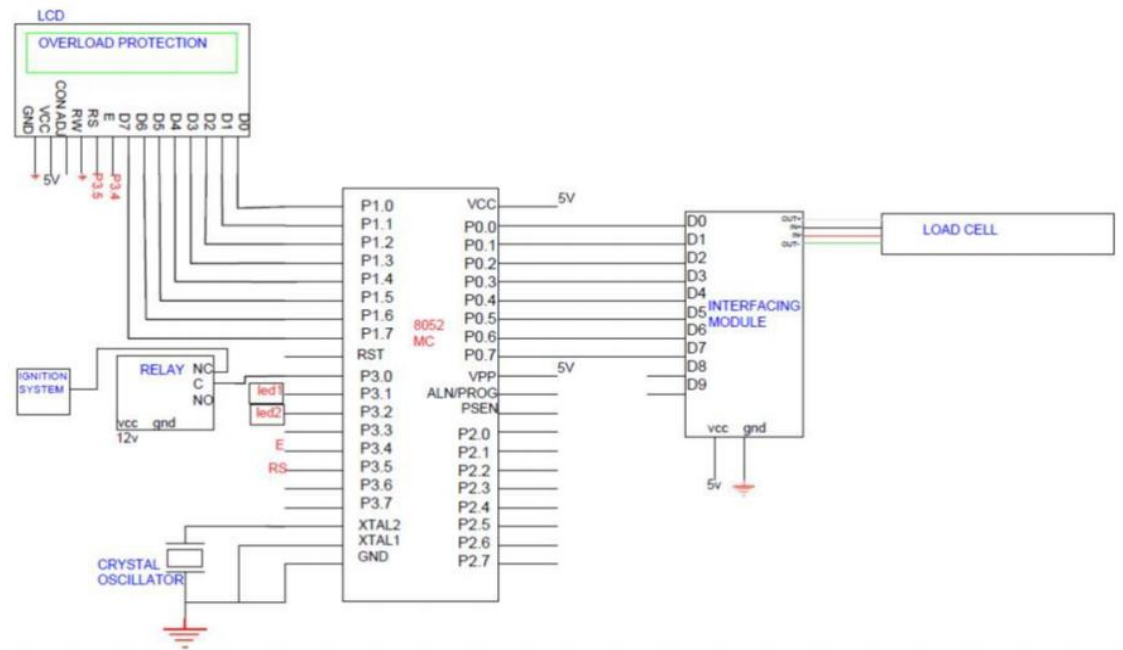 LCD
OVERLOAD PROTECTION
GND
VCC
CON ADJ
RW
RS
E
D7
D6
D5
D4
D3
D2
D1
D0
5V
P3.5
P3.4
P1.0
P1.1
P1.2
P1.3
P1.4
P1.5
P1.6
P1.7
RST
P3.0
P3.1
P3.2
P3.3
P3.4
P3.5
P3.6
P3.7
XTAL2
XTAL1
GND
8052
MC
VCC
P0.0
P0.1
P0.2
P0.3
P0.4
P0.5
P0.6
P0.7
VPP
ALN/PROG
PSEN
P2.0
P2.1
P2.2
P2.3
P2.4
P2.5
P2.6
P2.7
5V
5V
D0
D1
D2
D3
D4
D5
D6
D7
D8
D9
INTERFACING
MODULE
OUT+
IN+
IN-
OUT-
vcc gnd
5v
LOAD CELL
IGNITION
SYSTEM
RELAY
NC
C
NO
vcc gnd
12v
led1
led2
E
RS
CRYSTAL
OSCILLATOR